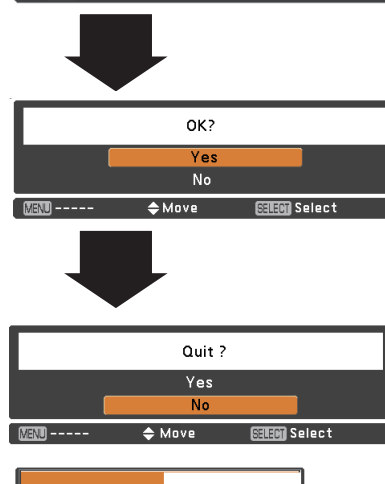 OK?
Yes
No
MENU ----- Move SELECT Select
Quit ?
Yes
No
MENU ----- Move SELECT Select